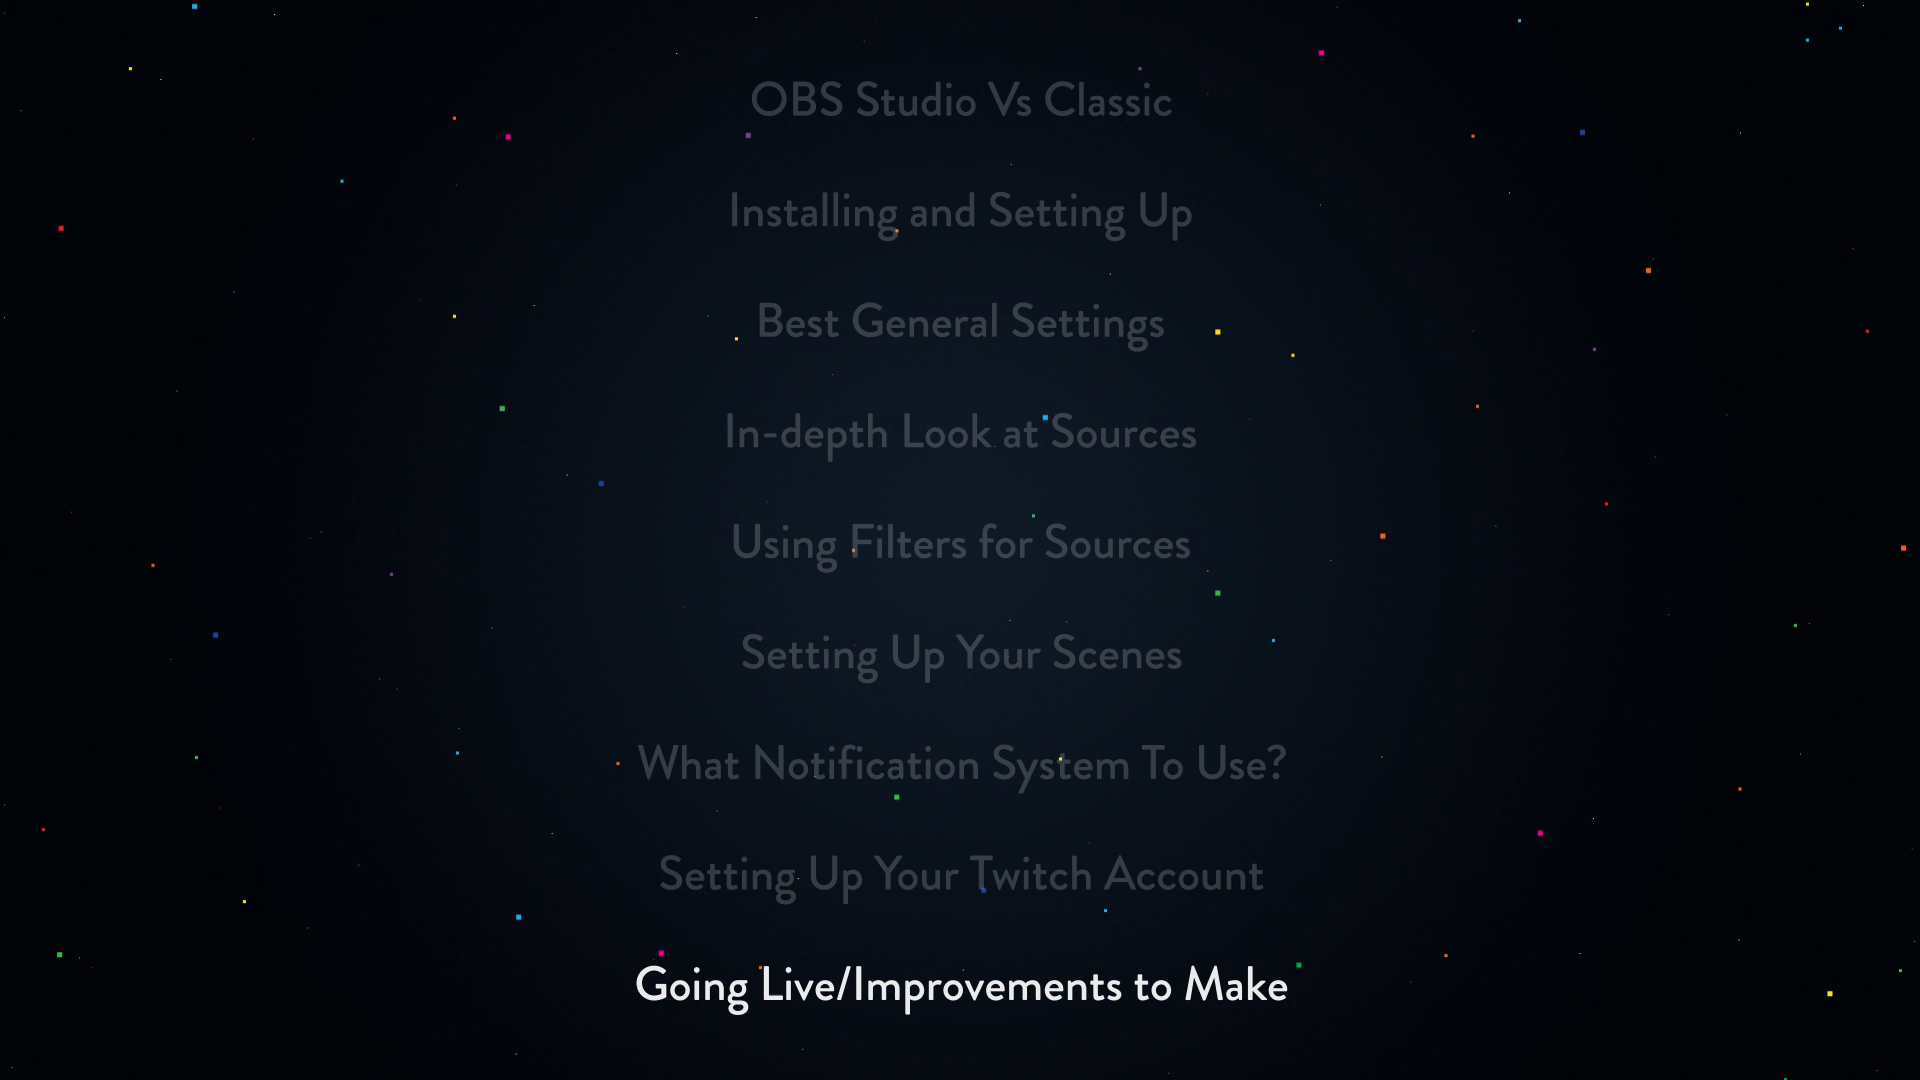 OBS Studio Vs Classic
Installing and Setting Up
Best General Settings
In-depth Look at Sources
Using Filters for Sources
Setting Up Your Scenes
What Notification System To Use?
Setting Up Your Twitch Account
Going Live/Improvements to Make